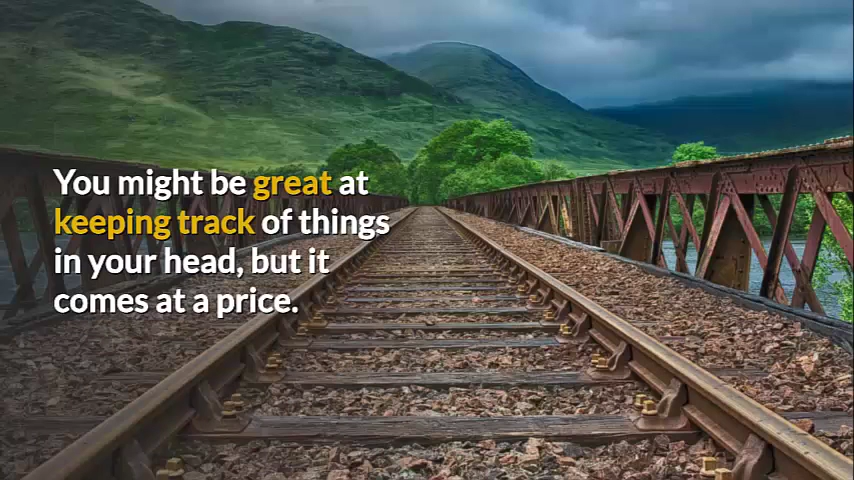 You might be great at
keeping track of things
in your head, but it
comes at a price.